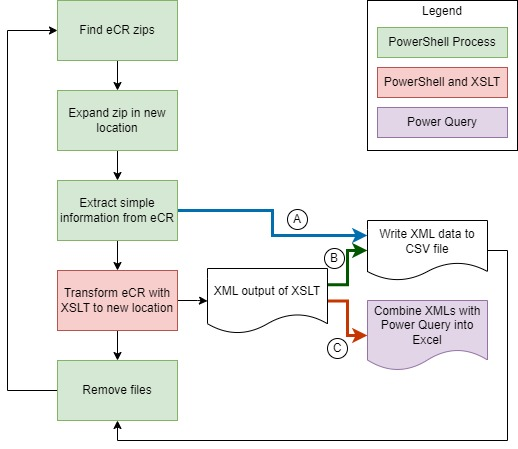 Find eCR zips
Legend
PowerShell Process
PowerShell and XSLT
Power Query
Expand zip in new
location
Extract simple
information from eCR
A
Write XML data to
CSV file
B
Transform eCR with
XSLT to new location
XML output of XSLT
Combine XMLs with
Power Query into
Excel
C
Remove files